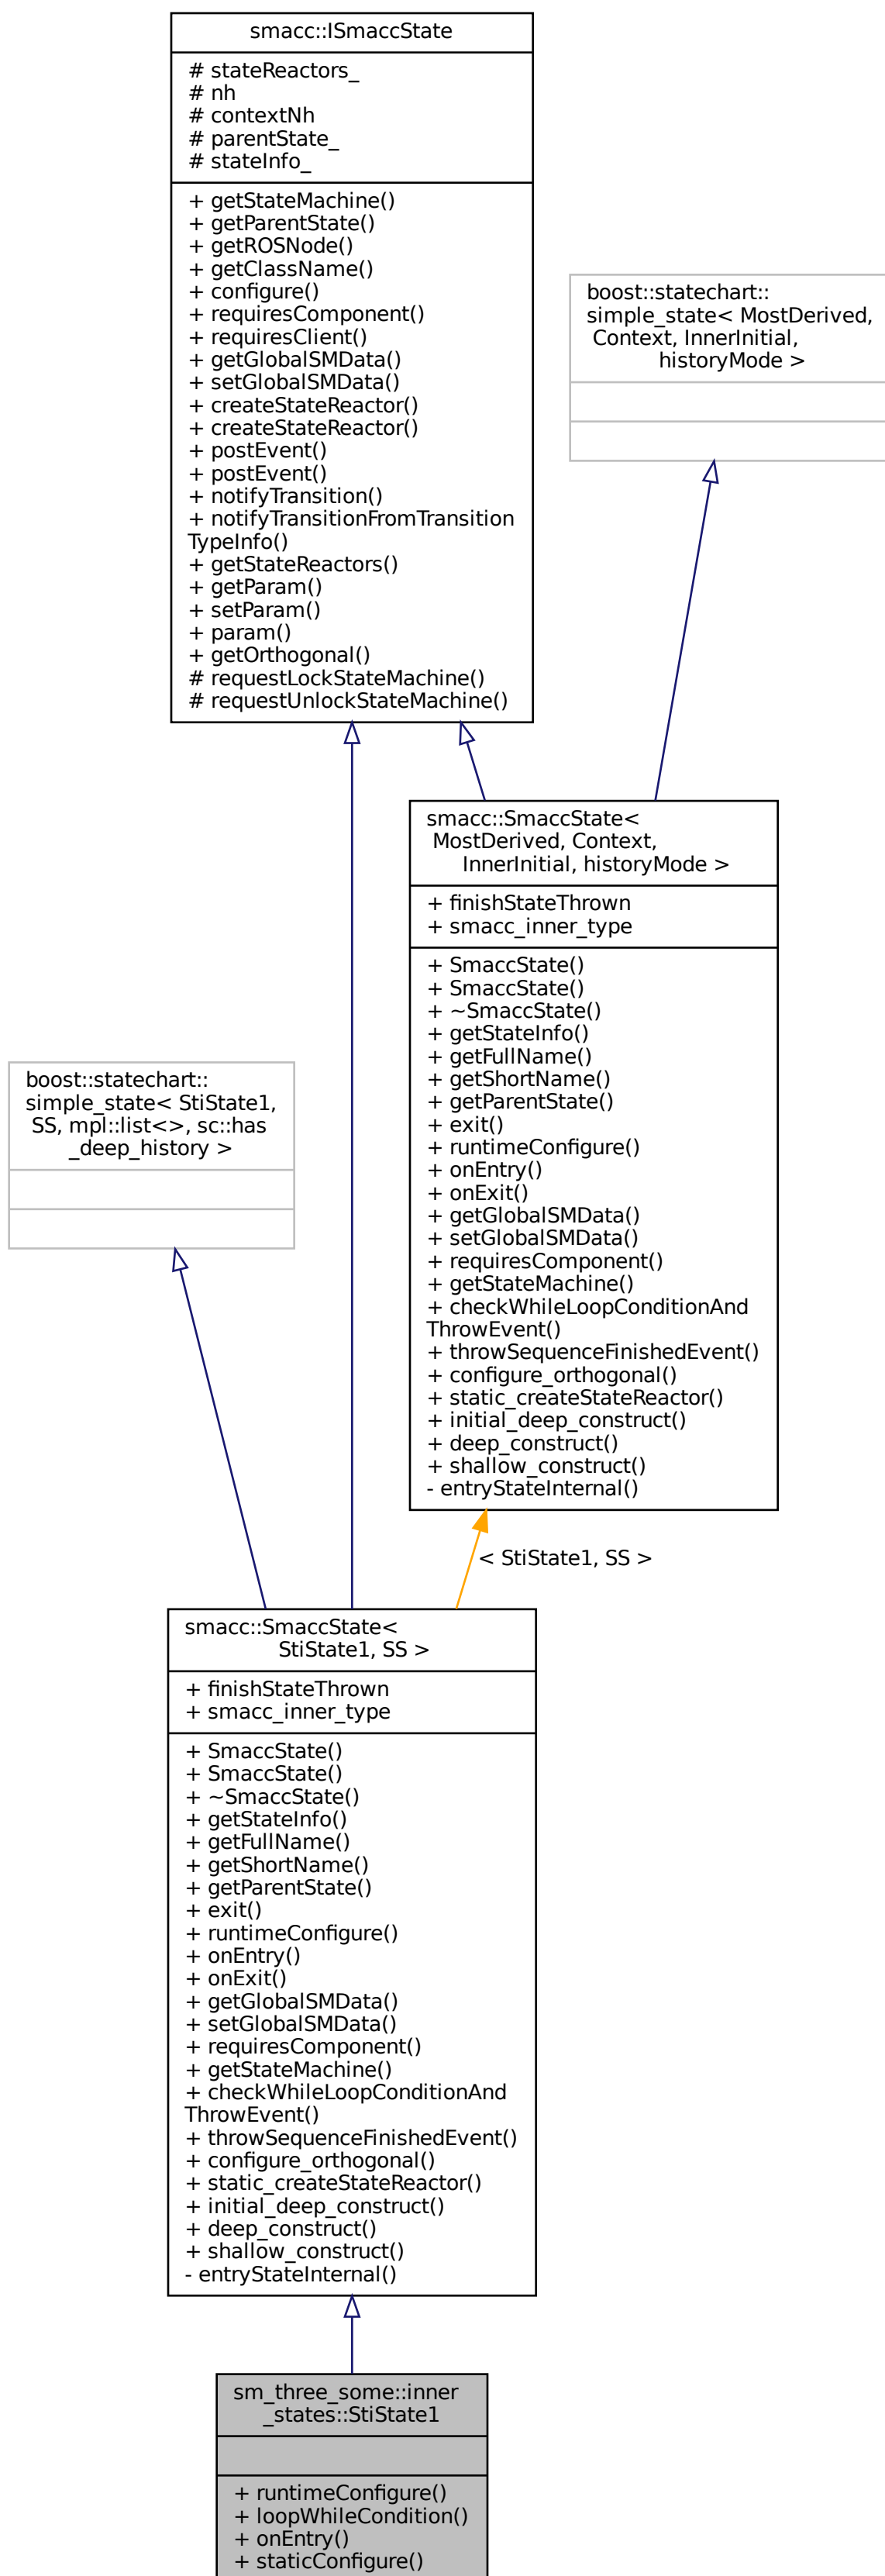 smacc::ISmaccState
# stateReactors_
# nh
# contextNh
# parentState_
# stateInfo_
+ getStateMachine()
+ getParentState()
+ getROSNode()
+ getClassName()
+ configure()
+ requiresComponent()
+ requiresClient()
+ getGlobalSMData()
+ setGlobalSMData()
+ createStateReactor()
+ createStateReactor()
+ postEvent()
+ postEvent()
+ notifyTransition()
+ notifyTransitionFromTransition
TypeInfo()
+ getStateReactors()
+ getParam()
+ setParam()
+ param()
+ getOrthogonal()
# requestLockStateMachine()
# requestUnlockStateMachine()
boost::statechart::
simple_state< MostDerived,
Context, InnerInitial,
historyMode >
smacc::SmaccState<
MostDerived, Context,
InnerInitial, historyMode >
+ finishStateThrown
+ smacc_inner_type
+ SmaccState()
+ SmaccState()
+ ~SmaccState()
+ getStateInfo()
+ getFullName()
+ getShortName()
+ getParentState()
+ exit()
+ runtimeConfigure()
+ onEntry()
+ onExit()
+ getGlobalSMData()
+ setGlobalSMData()
+ requiresComponent()
+ getStateMachine()
+ checkWhileLoopConditionAnd
ThrowEvent()
+ throwSequenceFinishedEvent()
+ configure_orthogonal()
+ static_createStateReactor()
+ initial_deep_construct()
+ deep_construct()
+ shallow_construct()
- entryStateInternal()
boost::statechart::
simple_state< StiState1,
SS, mpl::list<>, sc::has
_deep_history >
< StiState1, SS >
smacc::SmaccState<
StiState1, SS >
+ finishStateThrown
+ smacc_inner_type
+ SmaccState()
+ SmaccState()
+ ~SmaccState()
+ getStateInfo()
+ getFullName()
+ getShortName()
+ getParentState()
+ exit()
+ runtimeConfigure()
+ onEntry()
+ onExit()
+ getGlobalSMData()
+ setGlobalSMData()
+ requiresComponent()
+ getStateMachine()
+ checkWhileLoopConditionAnd
ThrowEvent()
+ throwSequenceFinishedEvent()
+ configure_orthogonal()
+ static_createStateReactor()
+ initial_deep_construct()
+ deep_construct()
+ shallow_construct()
- entryStateInternal()
sm_three_some::inner
_states::StiState1
+ runtimeConfigure()
+ loopWhileCondition()
+ onEntry()
+ staticConfigure()